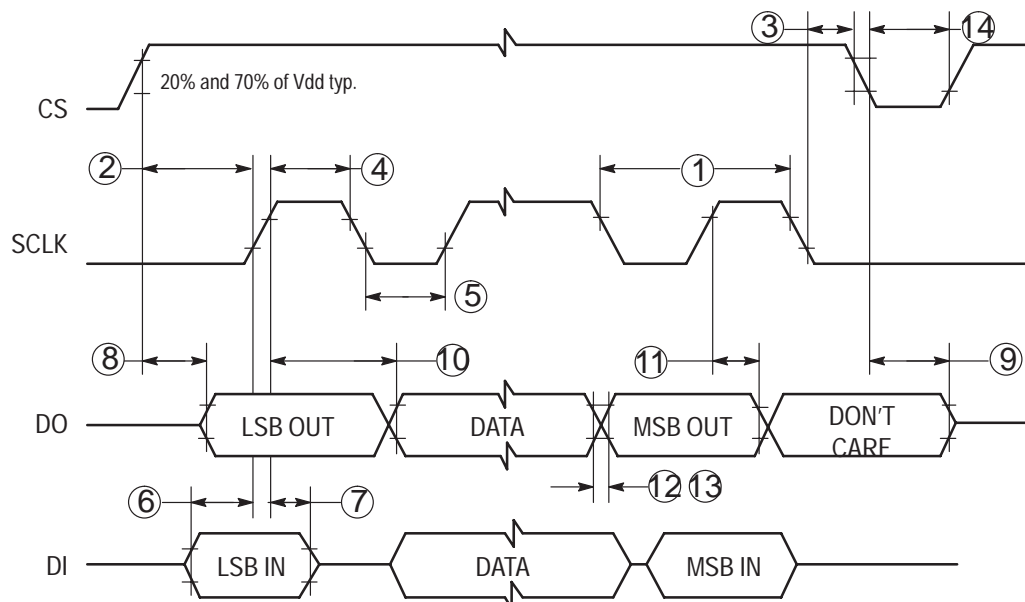 ③ ⑭
20% and 70% of Vdd typ.
CS
② ④ ①
SCLK
⑤
⑧ ⑩ ⑪ ⑨
DO LSB OUT DATA MSB OUT DON'T
CARE
⑫ ⑬
⑥ ⑦
DI LSB IN DATA MSB IN